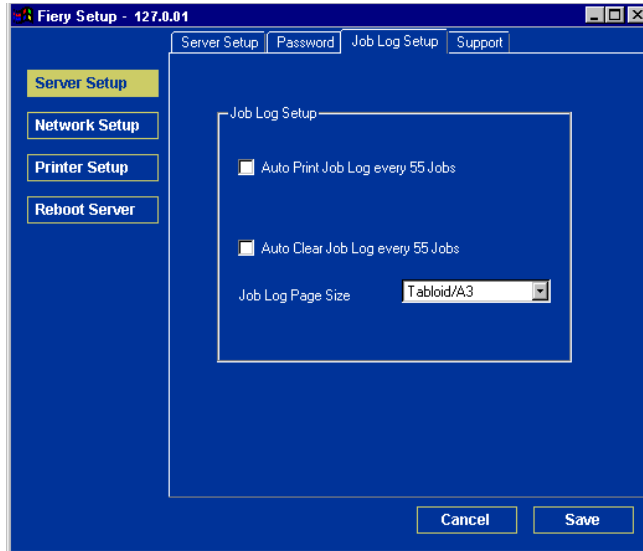 Fiery Setup - 127.0.01
Server Setup Password Job Log Setup Support
Server Setup
Network Setup
Printer Setup
Reboot Server
Job Log Setup
Auto Print Job Log every 55 Jobs
Auto Clear Job Log every 55 Jobs
Job Log Page Size Tabloid/A3
Cancel Save